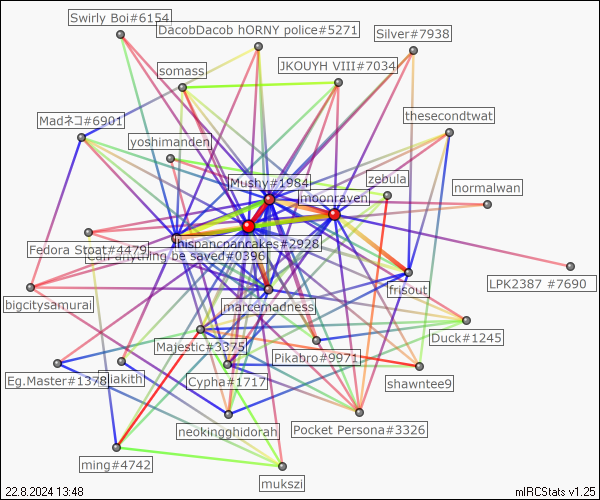 Swirly Boi#6154
DacobDacob hORNY police#5271
Silver#7938
somass
JKOUYH VIII#7034
Madネコ#6901
thesecondtwat
yoshimanden
Mushy#1984
zebula
moonraven
normalwan
Fedora Stoat#4479
hispancpancakes#2928
Can anything be saved#0396
LPK2387 #7690
frisout
bigcitysamurai
marcemadness
Majestic#3375
Duck#1245
Pikabro#9971
Eg.Master#1378
iakith
Cypha#1717
shawntee9
neokingghidorah
Pocket Persona#3326
ming#4742
mukszi
22.8.2024 13:48
mIRCStats v1.25